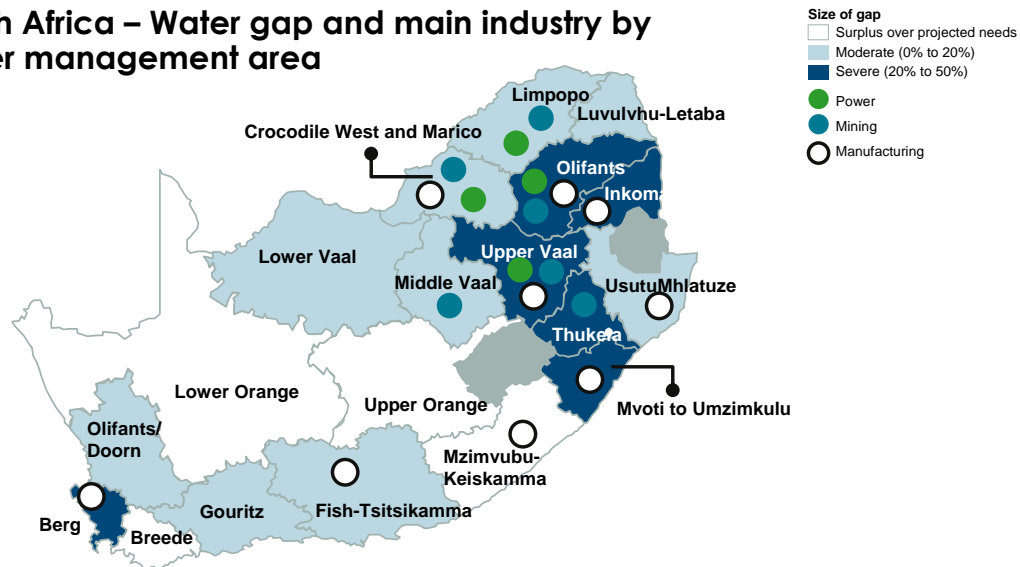 h Africa – Water gap and main industry by
er management area
Size of gap
Surplus over projected needs
Moderate (0% to 20%)
Severe (20% to 50%)
Power
Mining
Manufacturing
Limpopo
Luvulvhu-Letaba
Crocodile West and Marico
Olifants
Inkoma
Lower Vaal
Upper Vaal
Middle Vaal
UsutuMhlatuze
Thukela
Lower Orange
Upper Orange
Mvoti to Umzimkulu
Olifants/
Doorn
Mzimvubu-
Keiskamma
Berg
Breede
Gouritz
Fish-Tsitsikamma